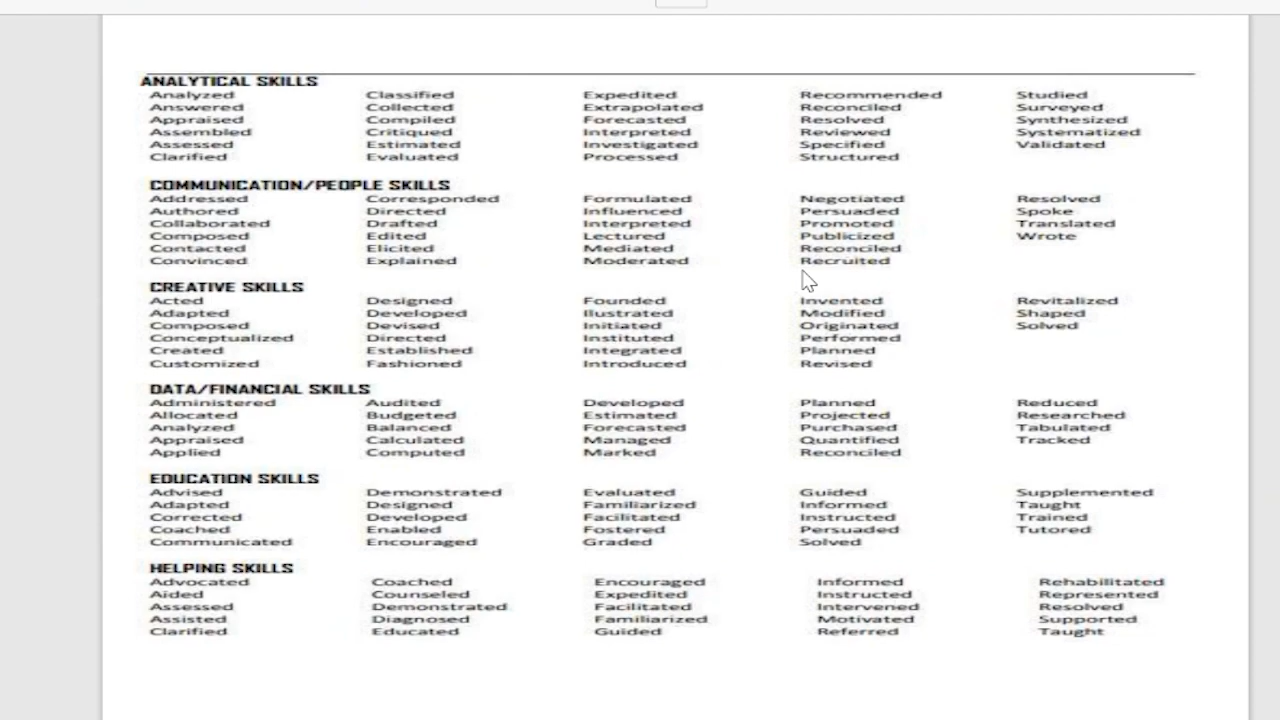 ANALYTICAL SKILLS
Analyzed Classified Expedited Recommended Studied
Answered Collected Extrapolated Reconciled Surveyed
Appraised Compiled Forecasted Resolved Synthesized
Assembled Critiqued Interpreted Reviewed Systematized
Assessed Estimated Investigated Specified Validated
Clarified Evaluated Processed Structured
COMMUNICATION/PEOPLE SKILLS
Addressed Corresponded Formulated Negotiated Resolved
Authored Directed Influenced Persuaded Spoke
Collaborated Drafted Interpreted Promoted Translated
Composed Edited Lectured Publicized Wrote
Contacted Elicited Mediated Reconciled
Convinced Explained Moderated Recruited
CREATIVE SKILLS
Acted Designed Founded Invented Revitalized
Adapted Developed Illustrated Modified Shaped
Composed Devised Initiated Originated Solved
Conceptualized Directed Instituted Performed
Created Established Integrated Planned
Customized Fashioned Introduced Revised
DATA/FINANCIAL SKILLS
Administered Audited Developed Planned Reduced
Allocated Budgeted Estimated Projected Researched
Analyzed Balanced Forecasted Purchased Tabulated
Appraised Calculated Managed Quantified Tracked
Applied Computed Marked Reconciled
EDUCATION SKILLS
Advised Demonstrated Evaluated Guided Supplemented
Adapted Designed Familiarized Informed Taught
Corrected Developed Facilitated Instructed Trained
Coached Enabled Fostered Persuaded Tutored
Communicated Encouraged Graded Solved
HELPING SKILLS
Advocated Coached Encouraged Informed Rehabilitated
Aided Counseled Expedited Instructed Represented
Assessed Demonstrated Facilitated Intervened Resolved
Assisted Diagnosed Familiarized Motivated Supported
Clarified Educated Guided Referred Taught